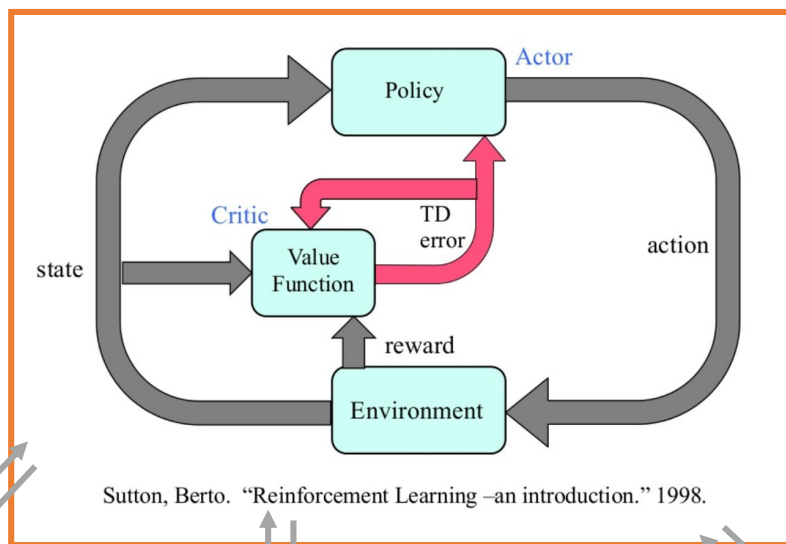 Actor
Policy
Critic
TD
error
Value
Function
state
action
reward
Environment
Sutton, Berto.  “Reinforcement Learning –an introduction.” 1998.